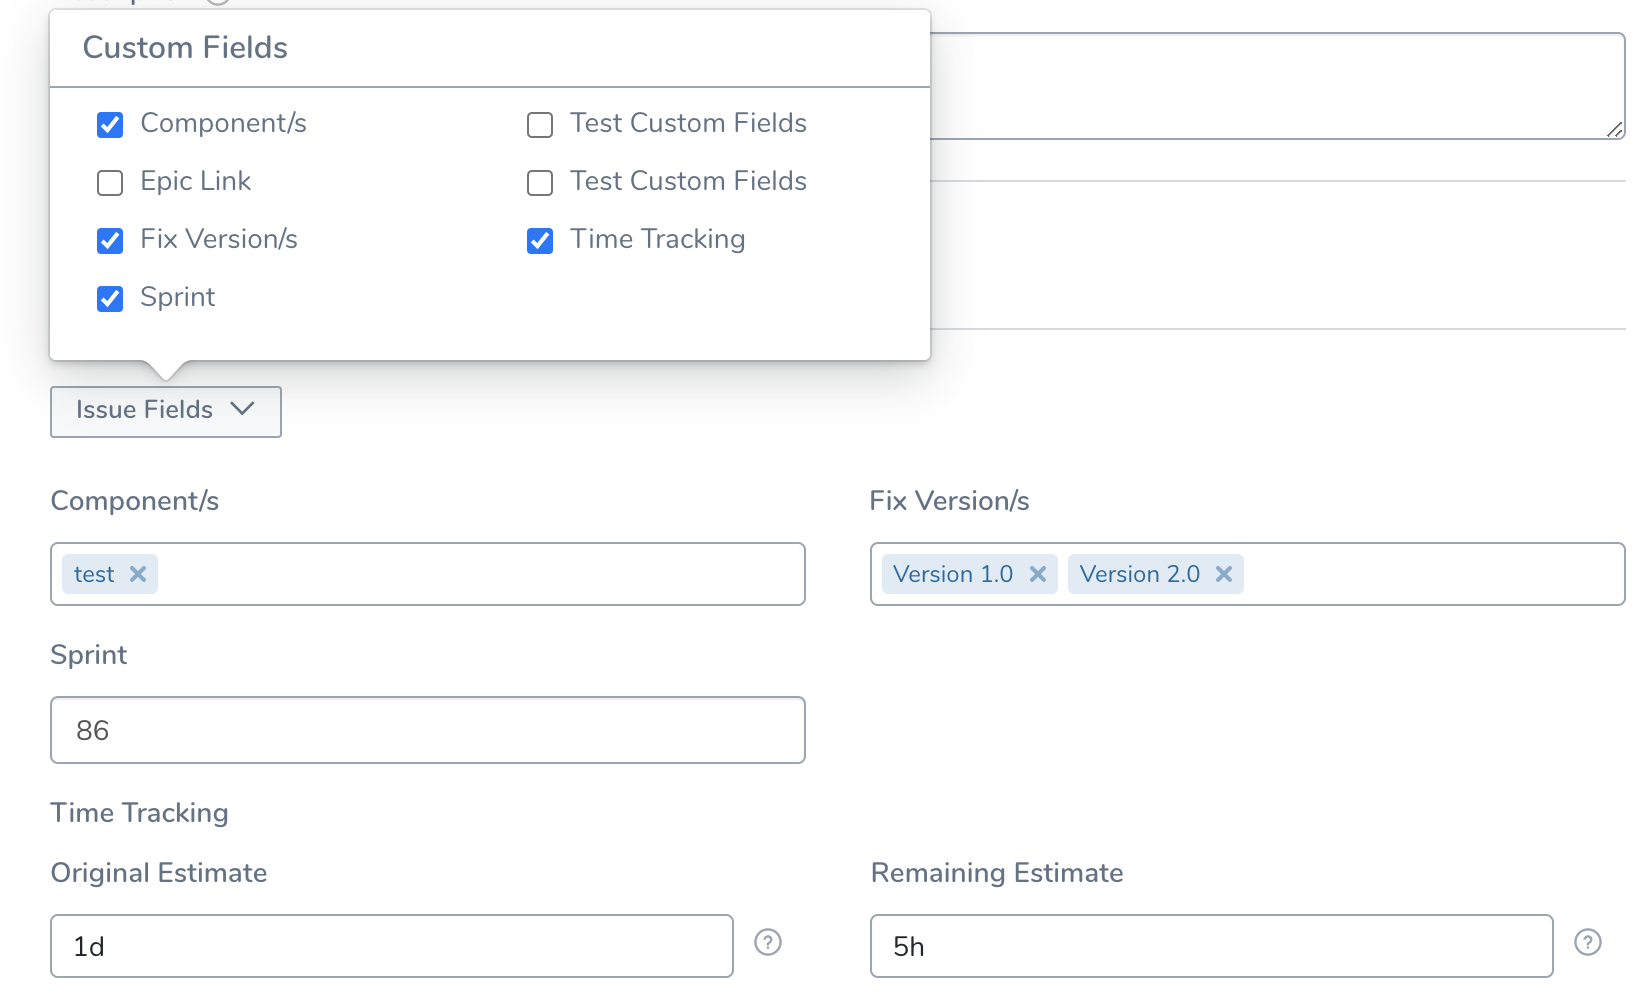 Custom Fields
Component/s
Test Custom Fields
Epic Link
Test Custom Fields
Fix Version/s
Time Tracking
Sprint
Issue Fields
Component/s
Fix Version/s
test
Version 1.0
Version 2.0
Sprint
86
Time Tracking
Original Estimate
Remaining Estimate
1d
?
5h
?